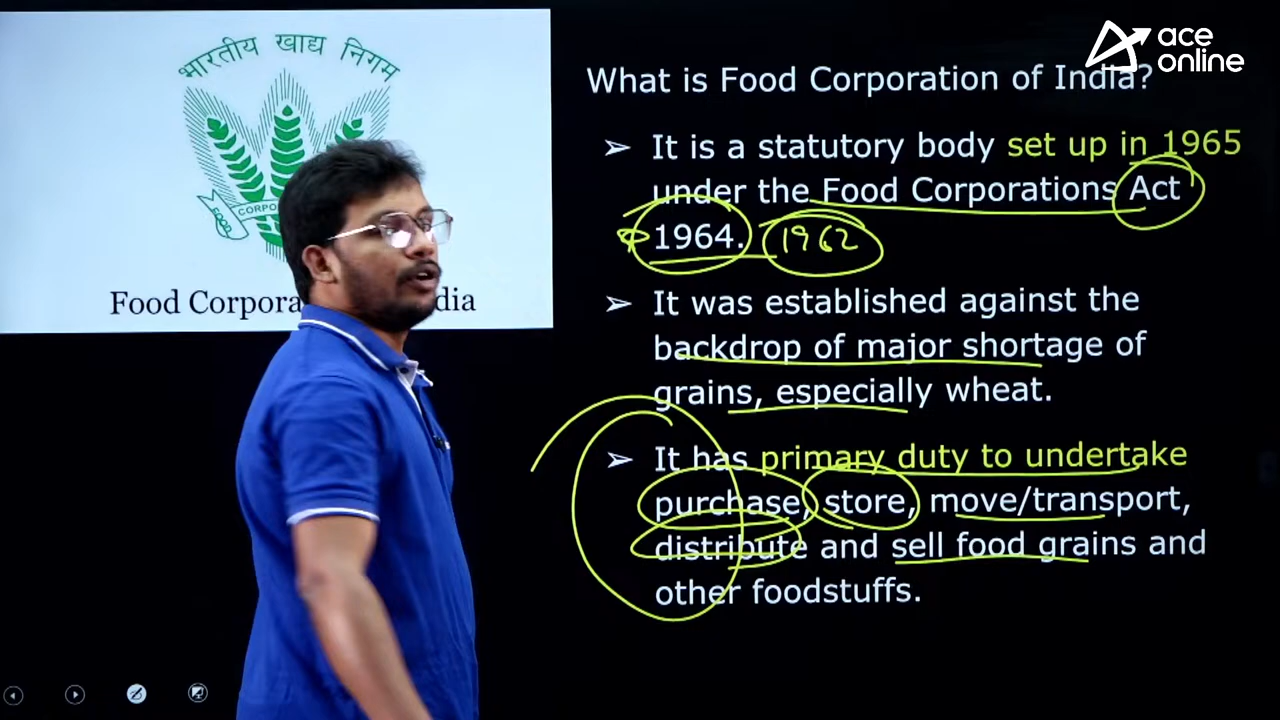 भारतीय खाद्य निगम
CORPO
Food Corpora
dia
ace
online
What is Food Corporation of India?
➢ It is a statutory body set up in 1965
under the Food Corporations Act
1964. 1962
➢ It was established against the
backdrop of major shortage of
grains, especially wheat.
➢ It has primary duty to undertake
purchase, store, move/transport,
distribute and sell food grains and
other foodstuffs.